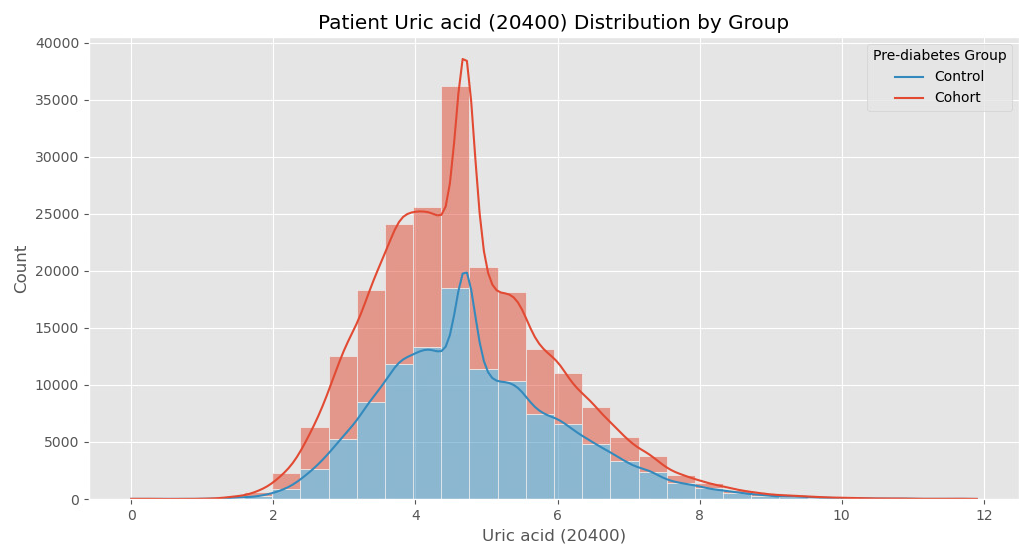 Patient Uric acid (20400) Distribution by Group
40000
35000
30000
25000
20000
15000
10000
5000
0
Count
Pre-diabetes Group
Control
Cohort
0 2 4 6 8 10 12
Uric acid (20400)